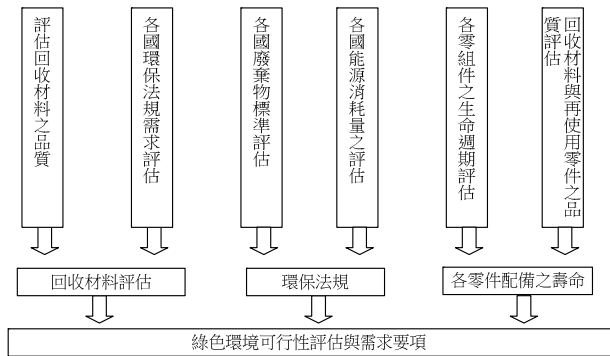 評估回收材料之品質
各國環保法規需求評估
各國廢棄物標準評估
各國能源消耗量之評估
各零組件之生命週期評估
回收材料與再使用零件之品
質評估
回收材料評估
環保法規
各零件配備之壽命
綠色環境可行性評估與需求要項